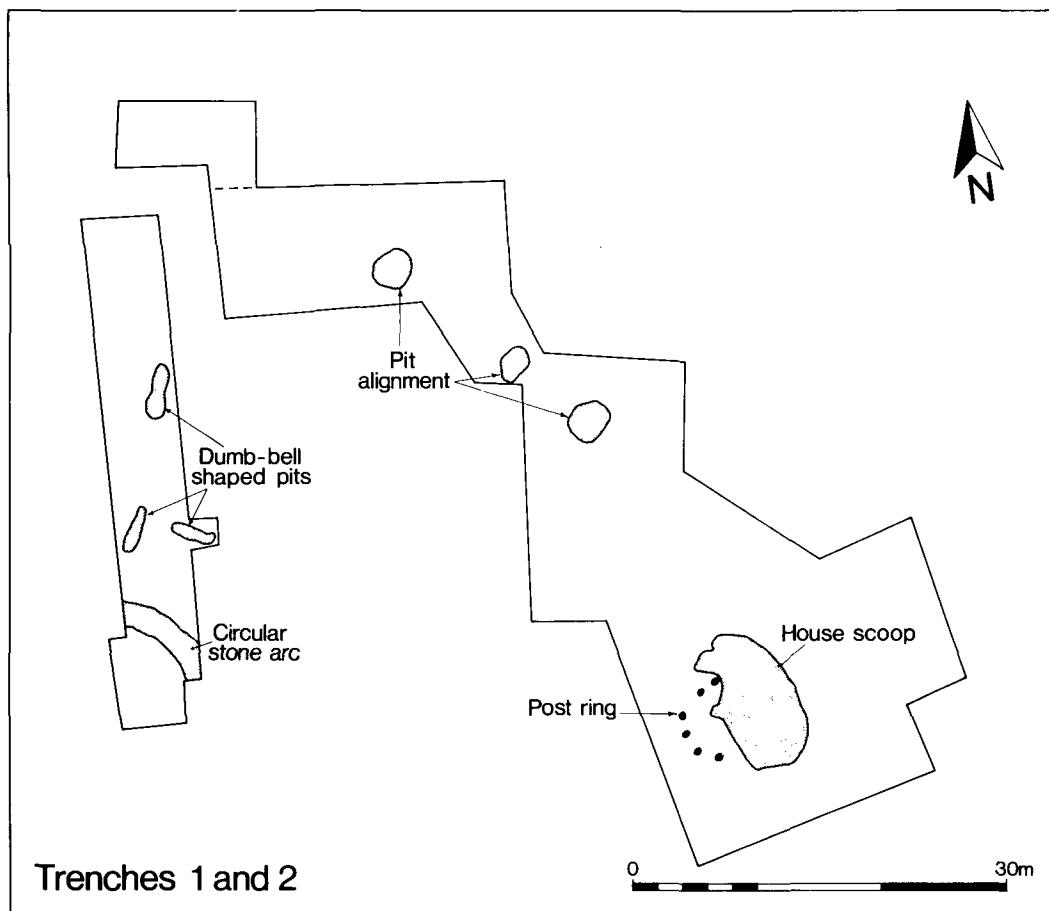 N
Pit
alignment
Dumb-bell
shaped pits
Circular
stone arc
House scoop
Post ring
Trenches 1 and 2
0 30m